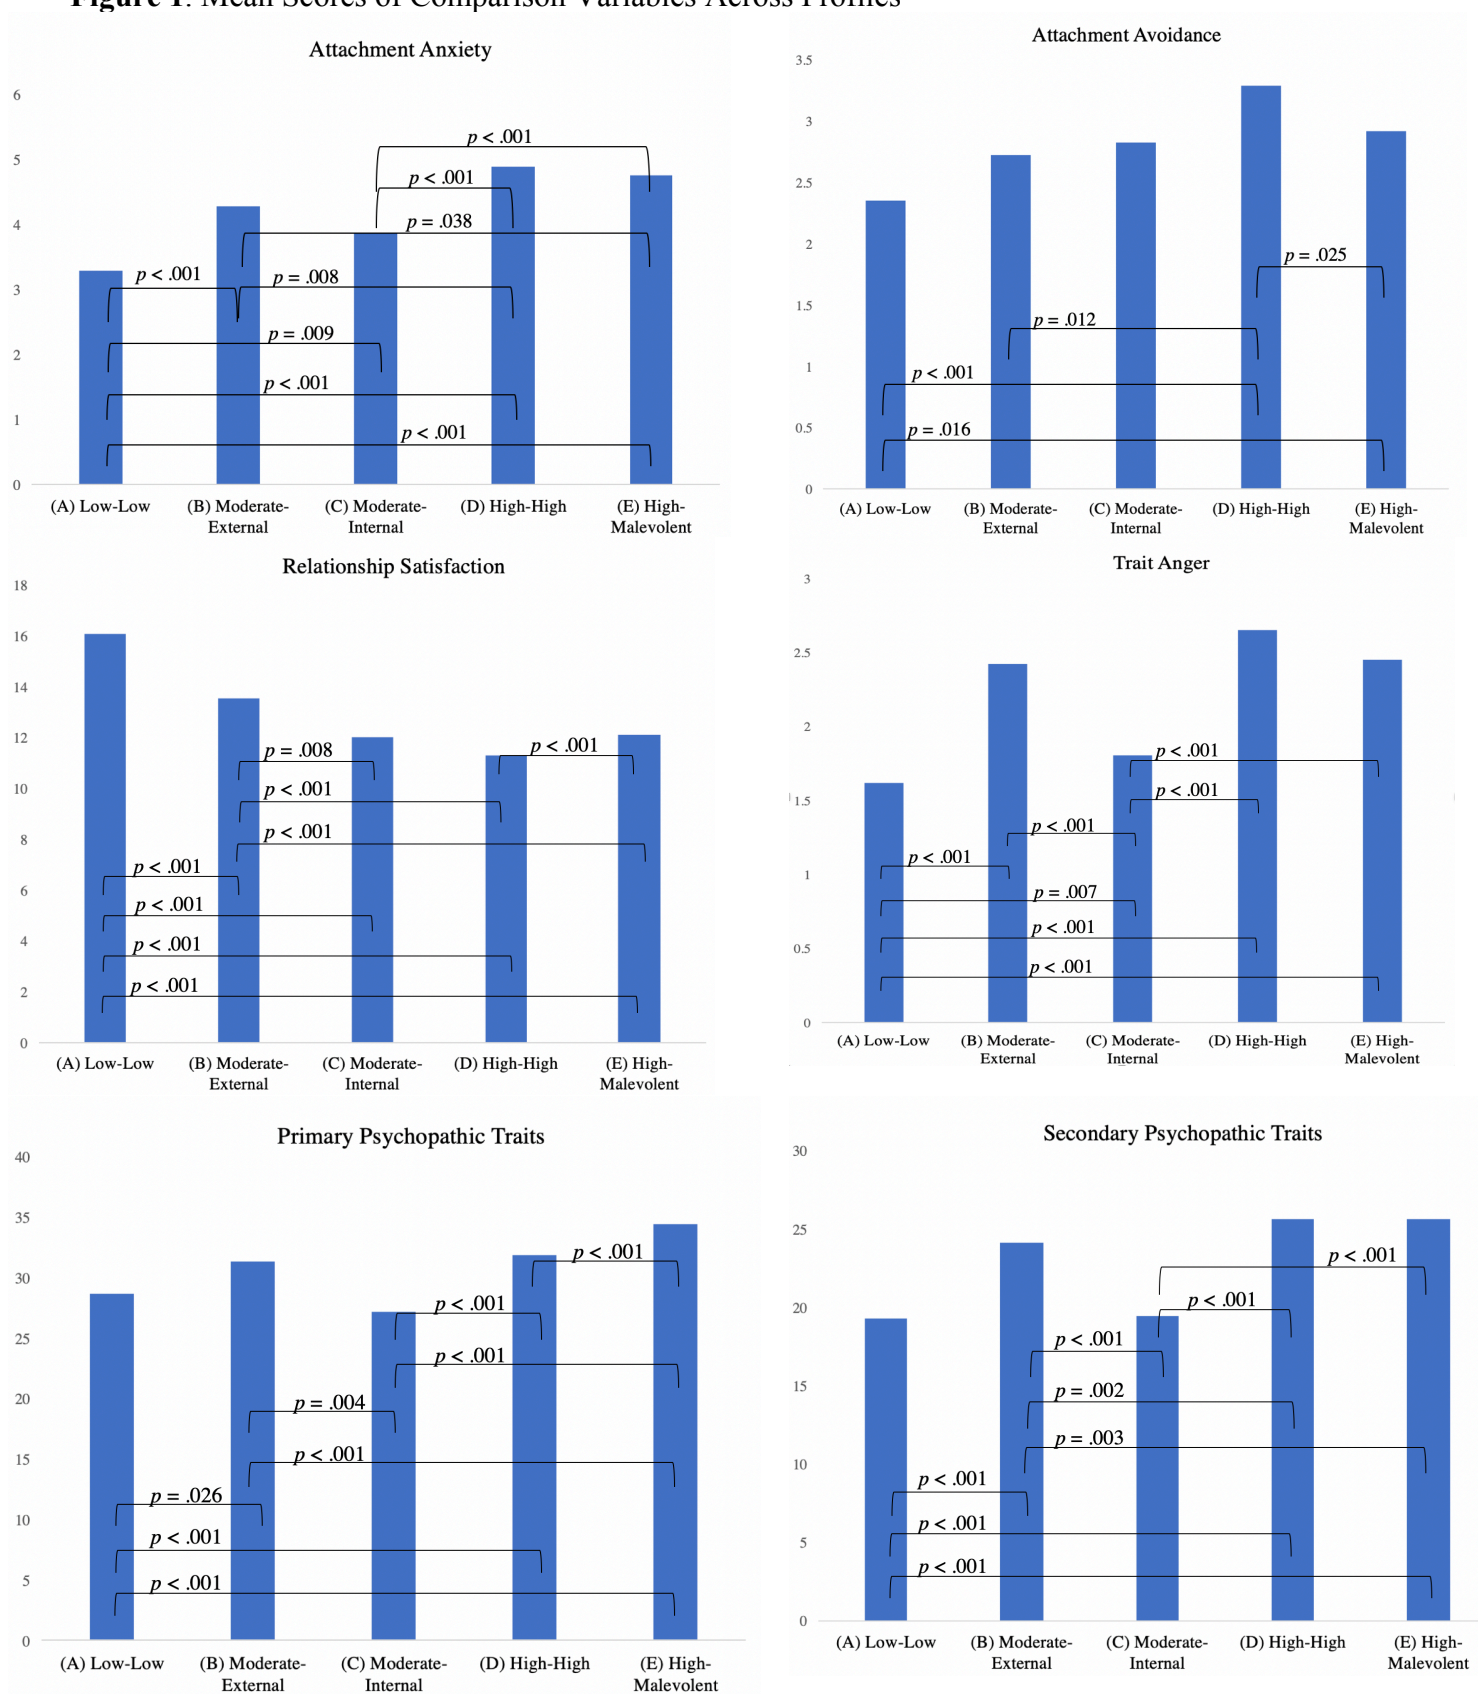 Figure 1. Mean Scores of Comparison Variables Across Profiles
Attachment Anxiety
6
5
4
3
2
1
0
p < .001
p < .001
p = .038
p < .001
p = .008
p = .009
p < .001
p < .001
(A) Low-Low
(B) Moderate-
External
(C) Moderate-
Internal
(D) High-High
(E) High-
Malevolent
Attachment Avoidance
3.5
3
2.5
2
1.5
1
0.5
0
p = .025
p = .012
p < .001
p = .016
(A) Low-Low
(B) Moderate-
External
(C) Moderate-
Internal
(D) High-High
(E) High-
Malevolent
Relationship Satisfaction
18
16
14
12
10
8
6
4
2
0
p = .008
p < .001
p < .001
p < .001
p < .001
p < .001
p < .001
p < .001
(A) Low-Low
(B) Moderate-
External
(C) Moderate-
Internal
(D) High-High
(E) High-
Malevolent
Trait Anger
3
2.5
2
1.5
1
0.5
0
p < .001
p < .001
p < .001
p < .001
p = .007
p < .001
p < .001
(A) Low-Low
(B) Moderate-
External
(C) Moderate-
Internal
(D) High-High
(E) High-
Malevolent
Primary Psychopathic Traits
40
35
30
25
20
15
10
5
0
p < .001
p < .001
p < .001
p = .004
p < .001
p = .026
p < .001
p < .001
(A) Low-Low
(B) Moderate-
External
(C) Moderate-
Internal
(D) High-High
(E) High-
Malevolent
Secondary Psychopathic Traits
30
25
20
15
10
5
0
p < .001
p < .001
p < .001
p = .002
p = .003
p < .001
p < .001
p < .001
(A) Low-Low
(B) Moderate-
External
(C) Moderate-
Internal
(D) High-High
(E) High-
Malevolent